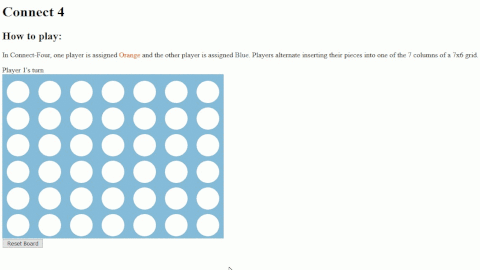 Connect 4
How to play:
In Connect-Four, one player is assigned Orange and the other player is assigned Blue. Players alternate inserting their pieces into one of the 7 columns of a 7x6 grid.
Player 1's turn
Reset Board